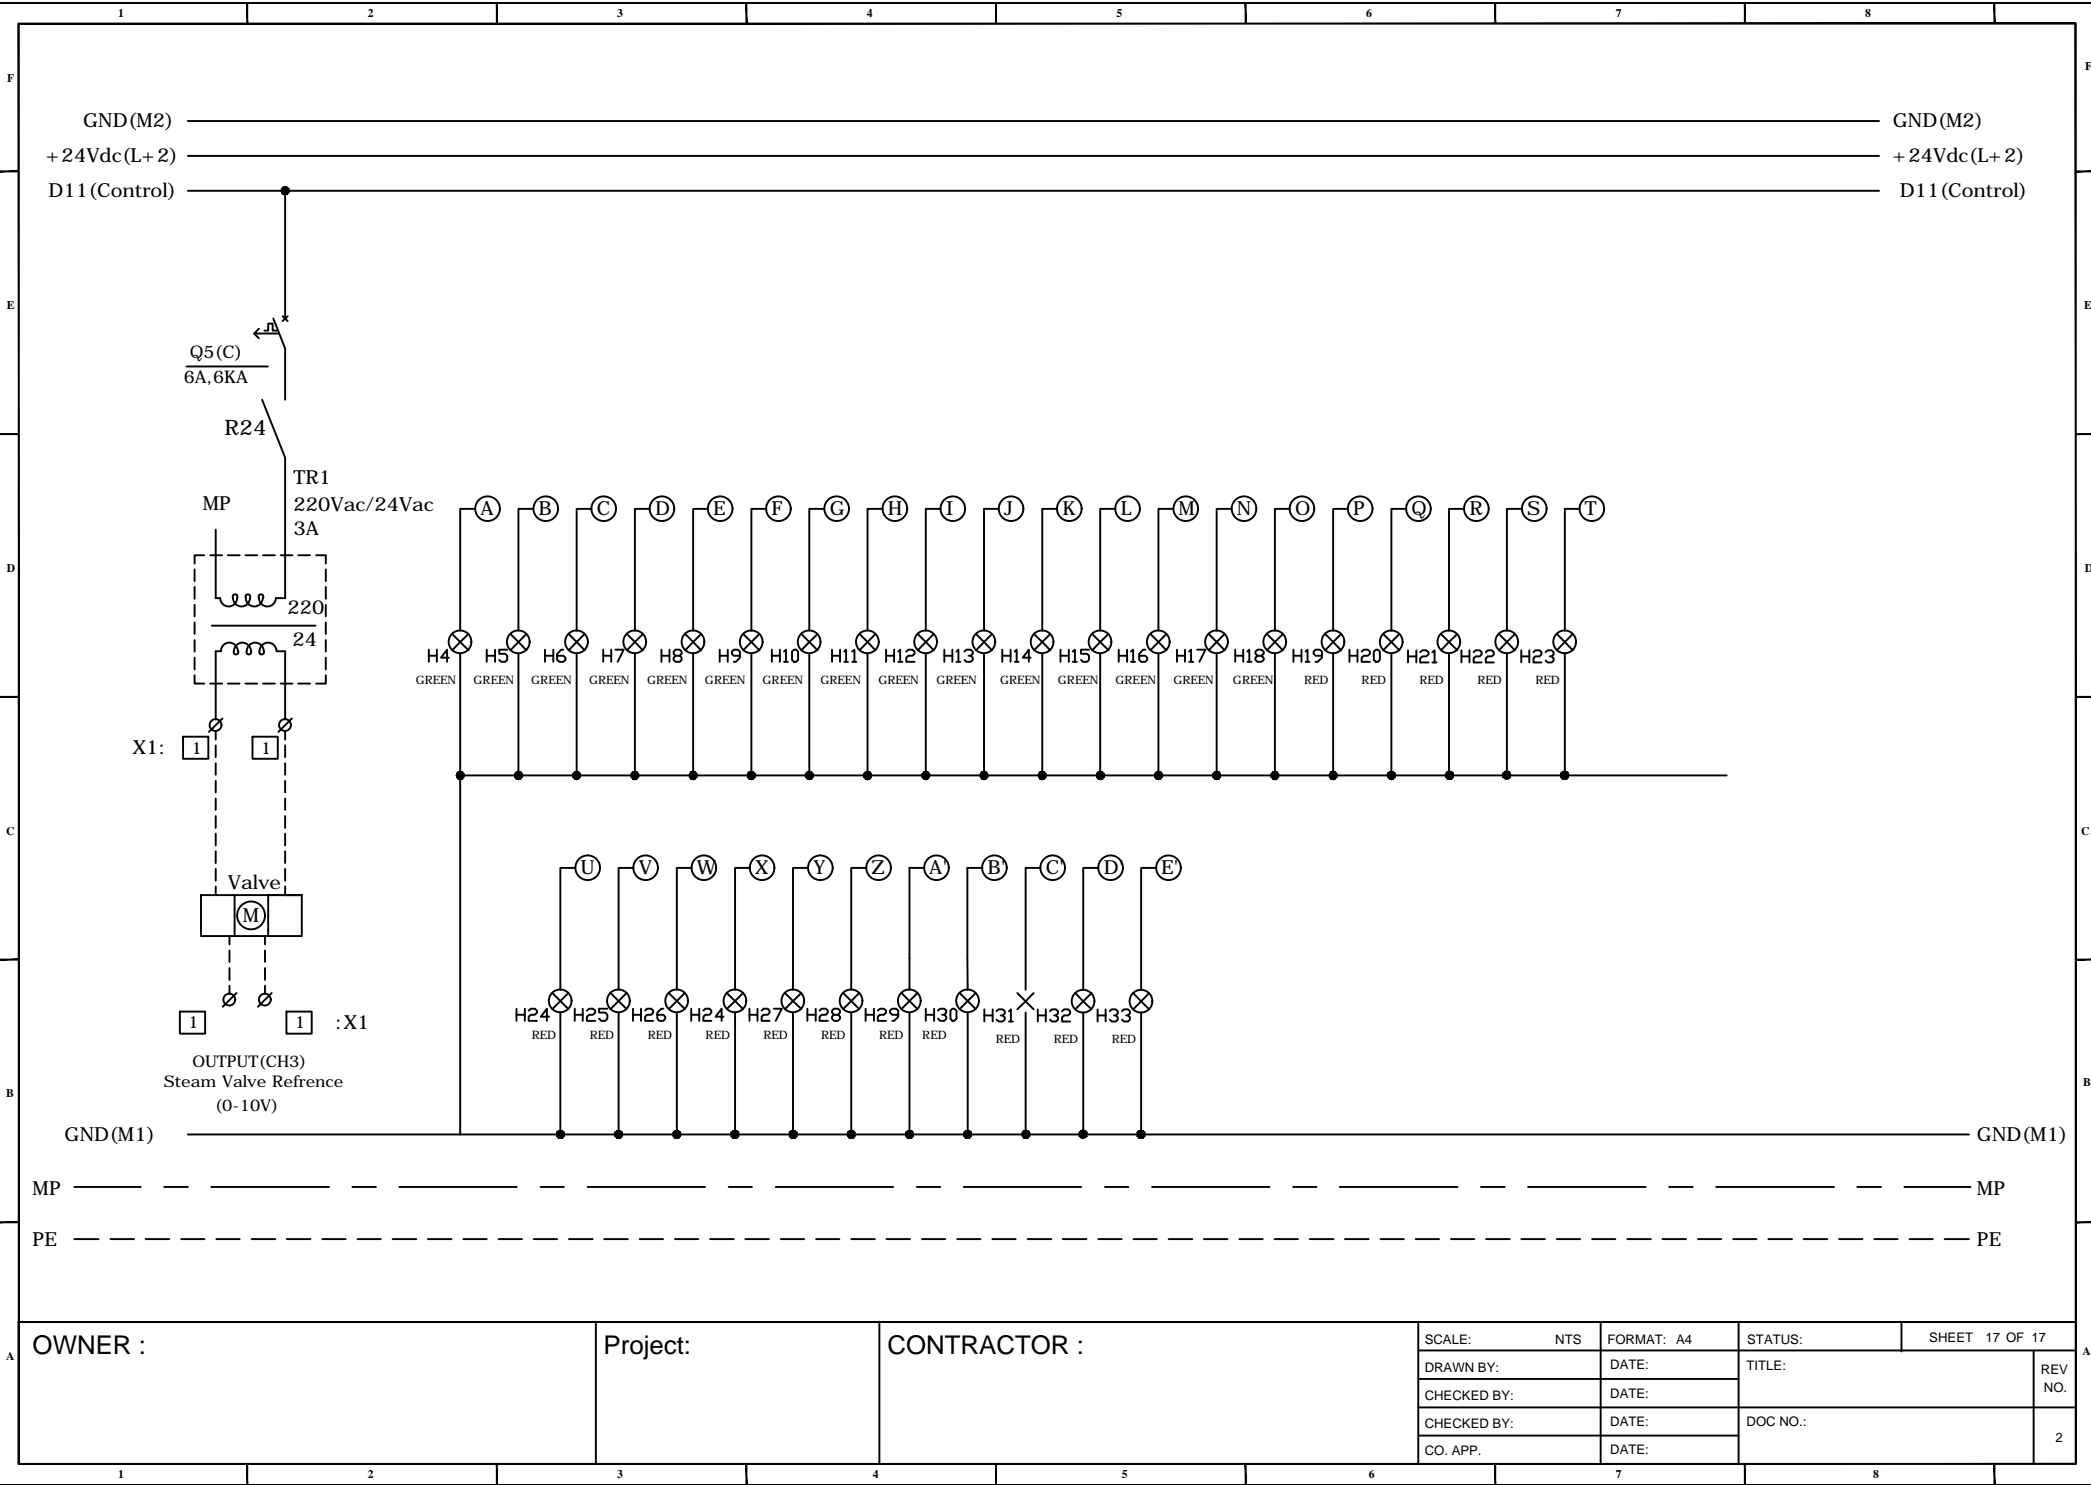 1 2 3 4 5 6 7 8
F F
GND(M2) GND(M2)
+24Vdc(L+2) +24Vdc(L+2)
D11(Control) D11(Control)
E E
Q5(C)
6A,6KA
R24
TR1
MP 220Vac/24Vac
3A
A B C D E F G H I J K L M N O P Q R S T
D D
220
24
H4 H5 H6 H7 H8 H9 H10 H11 H12 H13 H14 H15 H16 H17 H18 H19 H20 H21 H22 H23
GREEN GREEN GREEN GREEN GREEN GREEN GREEN GREEN GREEN GREEN GREEN GREEN GREEN GREEN GREEN RED RED RED RED RED
X1: 1 1
C C
Valve
M
U V W X Y Z A' B' C' D E'
H24 H25 H26 H24 H27 H28 H29 H30 H31 H32 H33
RED RED RED RED RED RED RED RED RED RED RED
1 1 :X1
OUTPUT(CH3)
Steam Valve Refrence
(0-10V)
B B
GND(M1) GND(M1)
MP MP
PE PE
A A
OWNER :
Project:
CONTRACTOR :
SCALE: NTS FORMAT: A4 STATUS: SHEET 17 OF 17
DRAWN BY: DATE: TITLE: REV
NO.
CHECKED BY: DATE:
CHECKED BY: DATE: DOC NO.: 2
CO. APP. DATE:
1 2 3 4 5 6 7 8